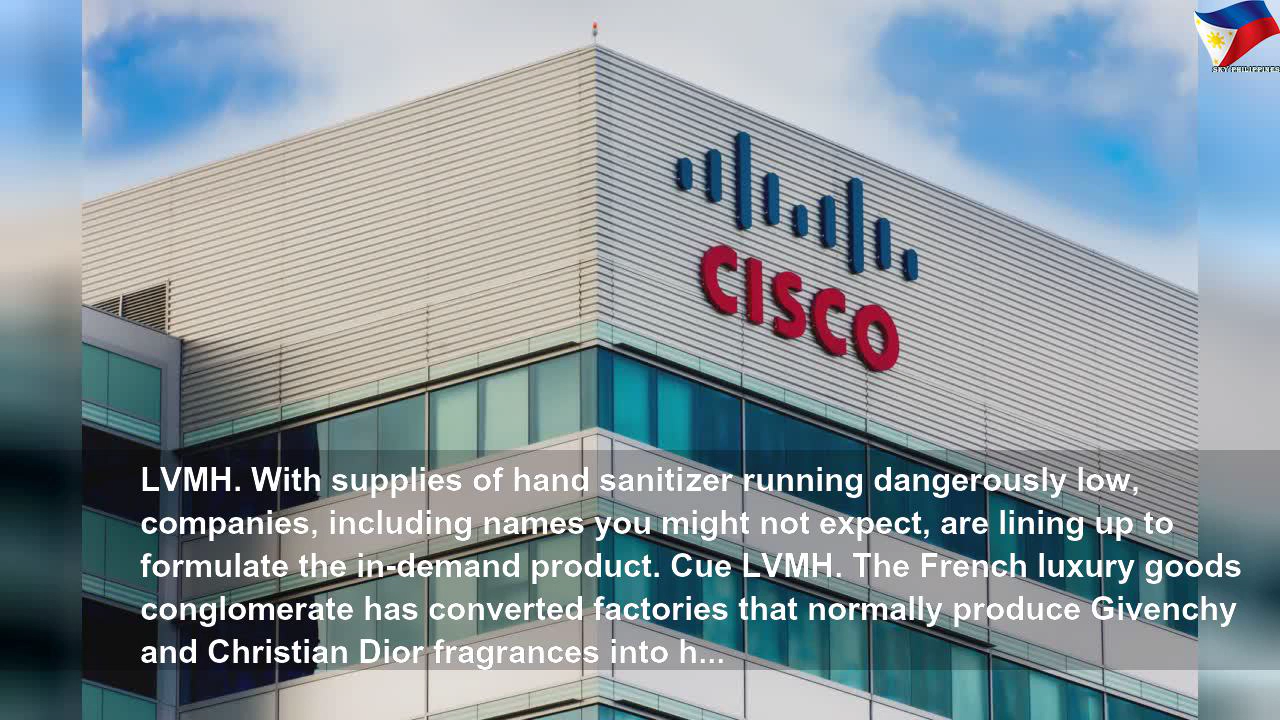 SKY PHILIPPINES
CISCO
LVMH. With supplies of hand sanitizer running dangerously low,
companies, including names you might not expect, are lining up to
formulate the in-demand product. Cue LVMH. The French luxury goods
conglomerate has converted factories that normally produce Givenchy
and Christian Dior fragrances into h...